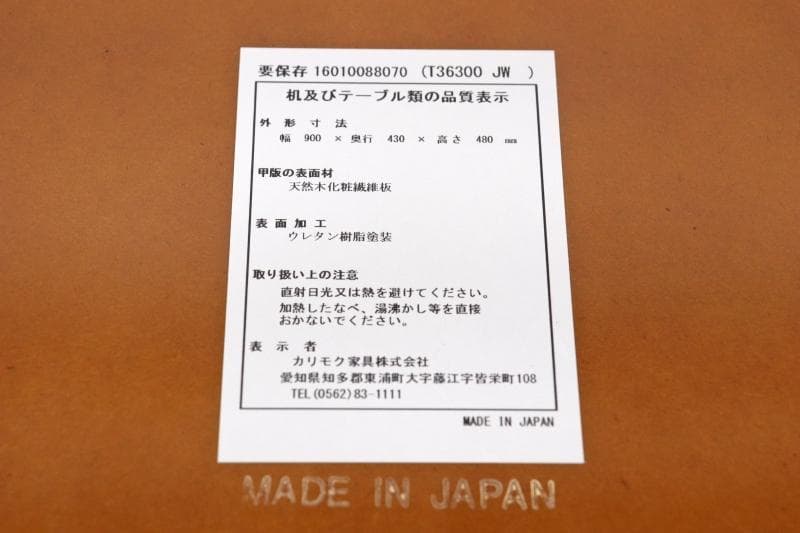 要保存 16010088070 (T36300 JW )
机及びテーブル類の品質表示
外形寸法
幅 900 × 奥行 430 × 高さ 480 mm
甲版の表面材
天然木化粧繊維板
表面加工
ウレタン樹脂塗装
取り扱い上の注意
直射日光又は熱を避けてください。
加熱したなべ、湯沸かし等を直接
おかないでください。
表示者
カリモク家具株式会社
愛知県知多郡東浦町大字藤江字皆栄町108
TEL(0562)83-1111
MADE IN JAPAN
MADE IN JAPAN